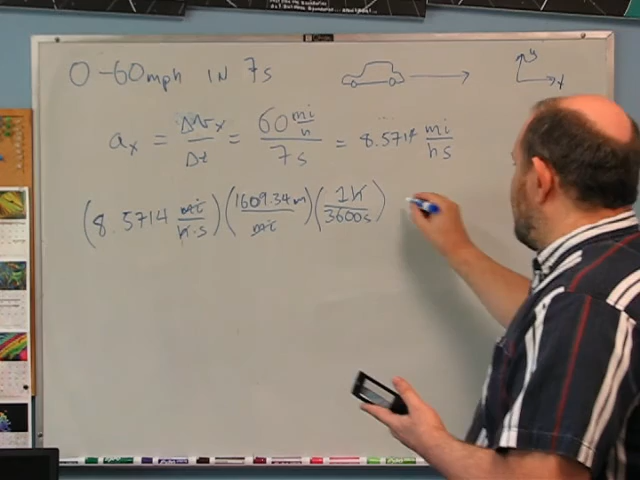 0-60mph IN 7s
y
x
aₓ = Δvₓ/Δt = 60 mi/h / 7s = 8.5714 mi/hs
(8.5714 mi/h·s)(1609.34m/mi)(1h/3600s)